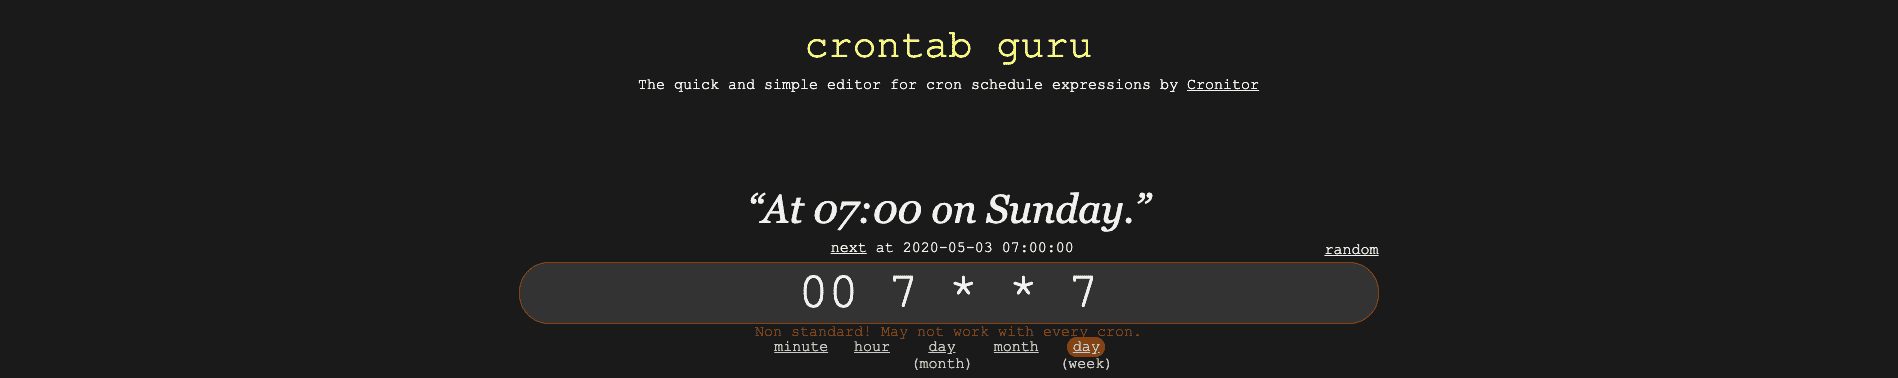 crontab guru
The quick and simple editor for cron schedule expressions by Cronitor
“At 07:00 on Sunday.”
next at 2020-05-03 07:00:00
random
00 7 * * 7
Non standard! May not work with every cron.
minute hour day month day
(month) (week)